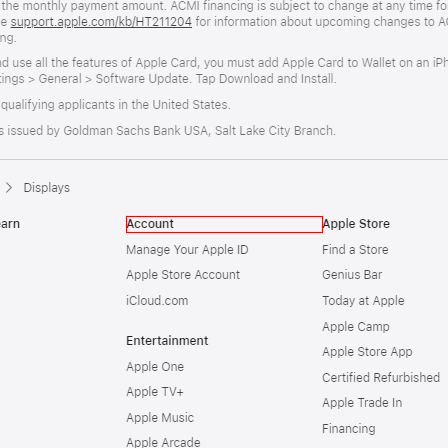 the monthly payment amount. ACMI financing is subject to change at any time fo
e support.apple.com/kb/HT211204 for information about upcoming changes to AC
ng.
nd use all the features of Apple Card, you must add Apple Card to Wallet on an iPh
tings > General > Software Update. Tap Download and Install.
qualifying applicants in the United States.
s issued by Goldman Sachs Bank USA, Salt Lake City Branch.
> Displays
earn
Account
Apple Store
Manage Your Apple ID
Find a Store
Apple Store Account
Genius Bar
iCloud.com
Today at Apple
Apple Camp
Entertainment
Apple Store App
Apple One
Certified Refurbished
Apple TV+
Apple Trade In
Apple Music
Financing
Apple Arcade